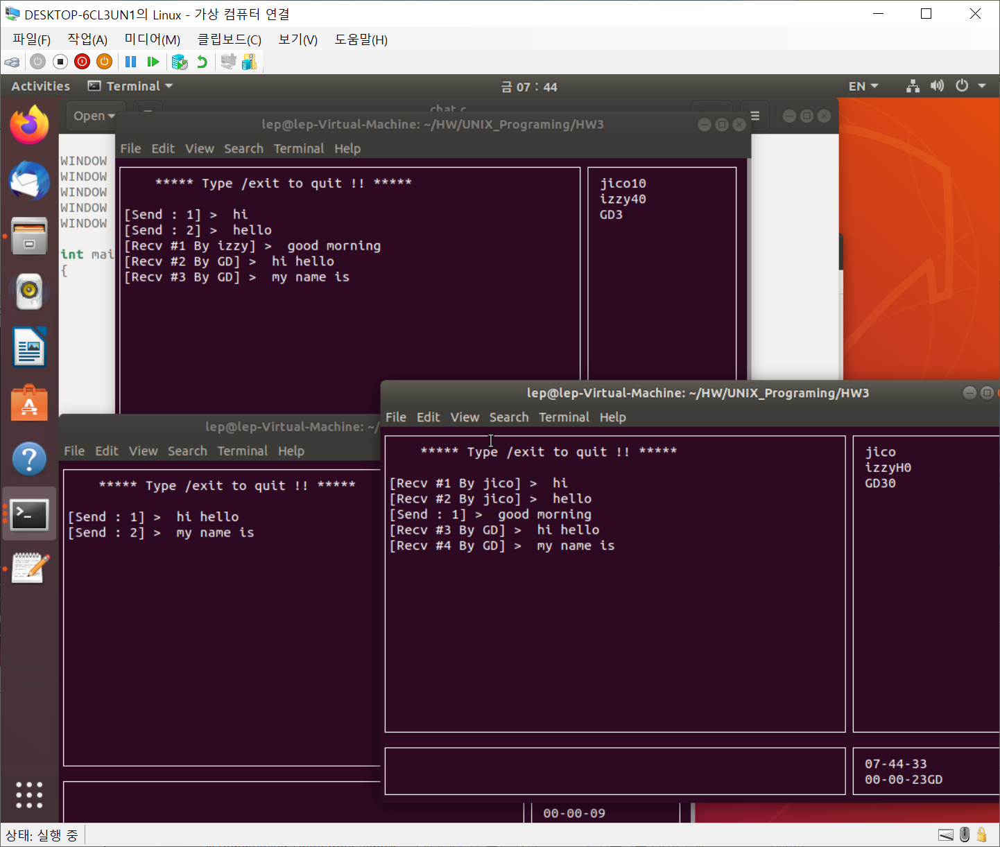 DESKTOP-6CL3UN1의 Linux - 가상 컴퓨터 연결
파일(F) 작업(A) 미디어(M) 클립보드(C) 보기(V) 도움말(H)
Activities Terminal 금 07 : 44 EN
Open chat.c
lep@lep-Virtual-Machine: ~/HW/UNIX_Programing/HW3
File Edit View Search Terminal Help
WINDOW
WINDOW
WINDOW
WINDOW
WINDOW
int mai
{
***** Type /exit to quit !! *****
[Send : 1] > hi
[Send : 2] > hello
[Recv #1 By izzy] > good morning
[Recv #2 By GD] > hi hello
[Recv #3 By GD] > my name is
jico10
izzy40
GD3
lep@lep-Virtual-Machine: ~/
File Edit View Search Terminal Help
***** Type /exit to quit !! *****
[Send : 1] > hi hello
[Send : 2] > my name is
00-00-09
lep@lep-Virtual-Machine: ~/HW/UNIX_Programing/HW3
File Edit View Search Terminal Help
***** Type /exit to quit !! *****
[Recv #1 By jico] > hi
[Recv #2 By jico] > hello
[Send : 1] > good morning
[Recv #3 By GD] > hi hello
[Recv #4 By GD] > my name is
jico
izzyH0
GD30
07-44-33
00-00-23GD
상태: 실행 중